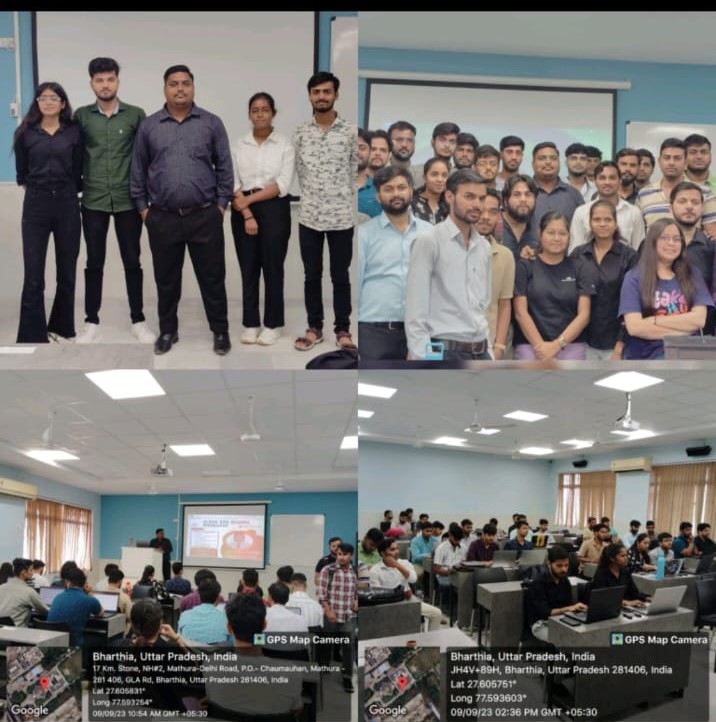 GPS Map Camera
Bharthia, Uttar Pradesh, India
17 Km. Stone, NH#2, Mathura-Delhi Road, P.O.- Chaumauhan, Mathura -
281 406, GLA Rd, Bharthia, Uttar Pradesh 281406, India
Lat 27.605831°
Long 77.593254°
09/09/23 10:54 AM GMT +05:30
Google
GPS Map Camera
Bharthia, Uttar Pradesh, India
JH4V+89H, Bharthia, Uttar Pradesh 281406, India
Lat 27.605751°
Long 77.593603°
09/09/23 02:36 PM GMT +05:30
Google